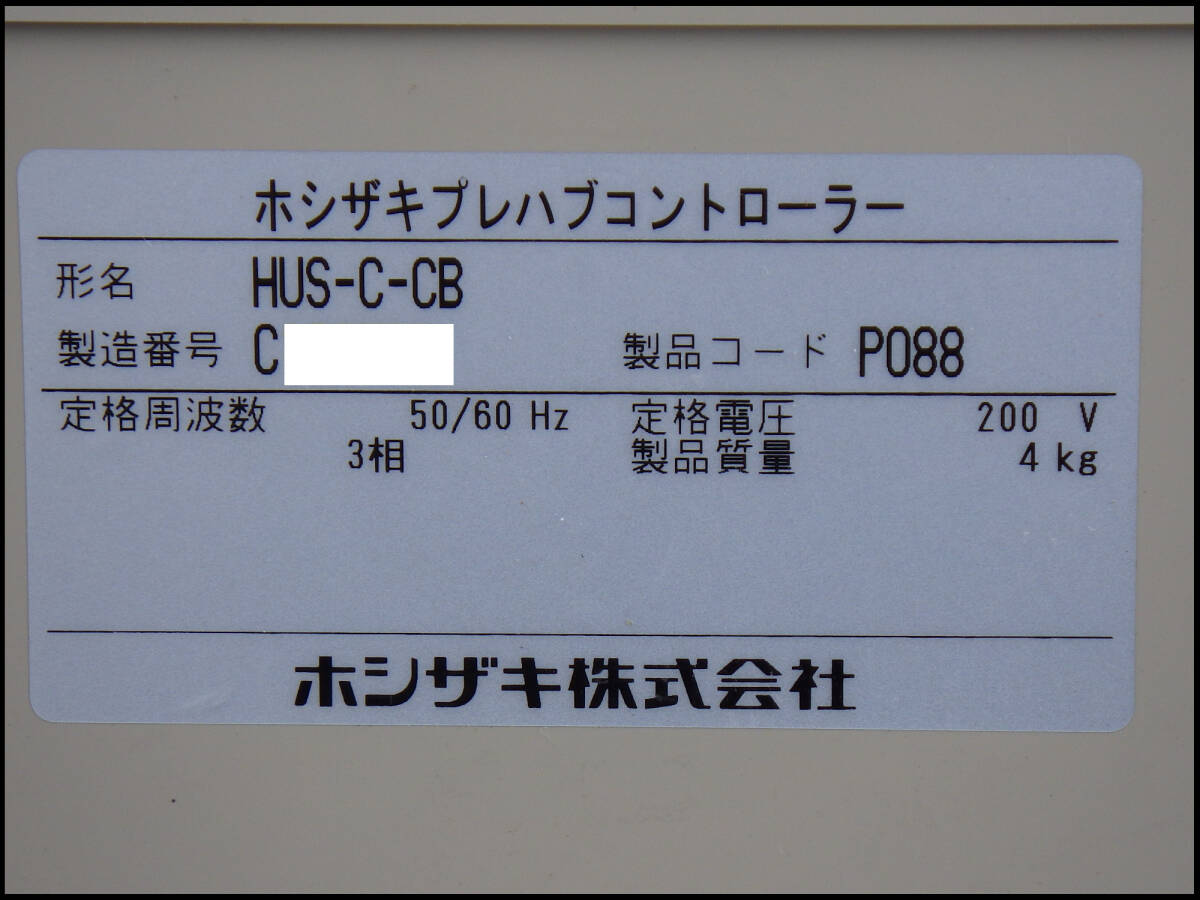 ホシザキプレハブコントローラー
形名 HUS-C-CB
製造番号 C 製品コード P088
定格周波数 50/60 Hz 定格電圧 200 V
3相 製品質量 4 kg
ホシザキ株式会社